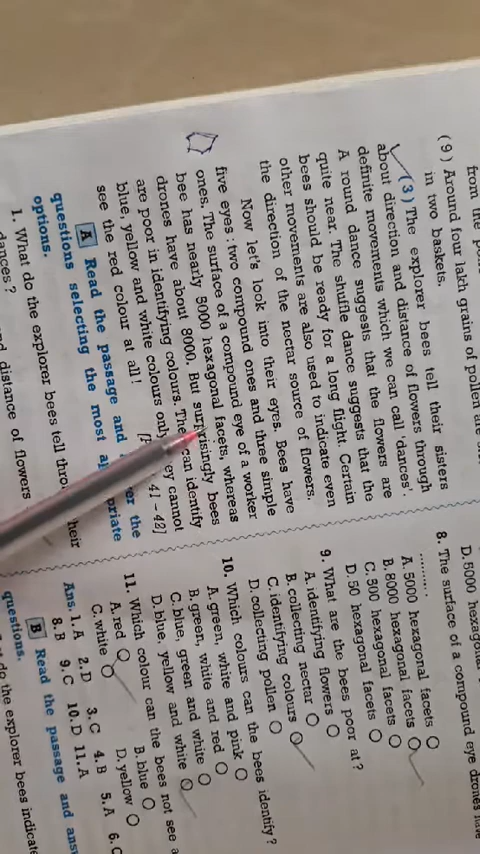 from the
(9) Around four lakh grains of pollen are
in two baskets.
(3) The explorer bees tell their sisters
about direction and distance of flowers through
definite movements which we can call 'dances'.
A round dance suggests that the flowers are
quite near. The shuffle dance suggests that the
bees should be ready for a long flight. Certain
other movements are also used to indicate even
the direction of the nectar source of flowers.
Now let's look into their eyes. Bees have
five eyes : two compound ones and three simple
ones. The surface of a compound eye of a worker
bee has nearly 5000 hexagonal facets, whereas
drones have about 8000. But surprisingly bees
are poor in identifying colours. They can identify
blue, yellow and white colours only. They cannot
see the red colour at all! 41-42]
A Read the passage and the
questions selecting the most
options.
1. What do the explorer bees tell their
distance of flowers
dances ?
D. 5000 hexagonal
8. The surface of a compound eye drones have
..........
A. 5000 hexagonal facets
B. 8000 hexagonal facets
C. 300 hexagonal facets
D. 50 hexagonal facets
9. What are the bees poor at ?
A. identifying flowers
B. collecting nectar
C. identifying colours
D. collecting pollen
10. Which colours can the bees identify ?
A. green, white and pink
B. green, white and red
C. blue, green and white
D. blue, yellow and white
11. Which colour can the bees not see
A. red B. blue
C. white D. yellow
Ans. 1. A 2. D 3. C 4. B 5. A 6. C
8. B 9. C 10. D 11. A
B Read the passage and
questions.
do the explorer bees indicate